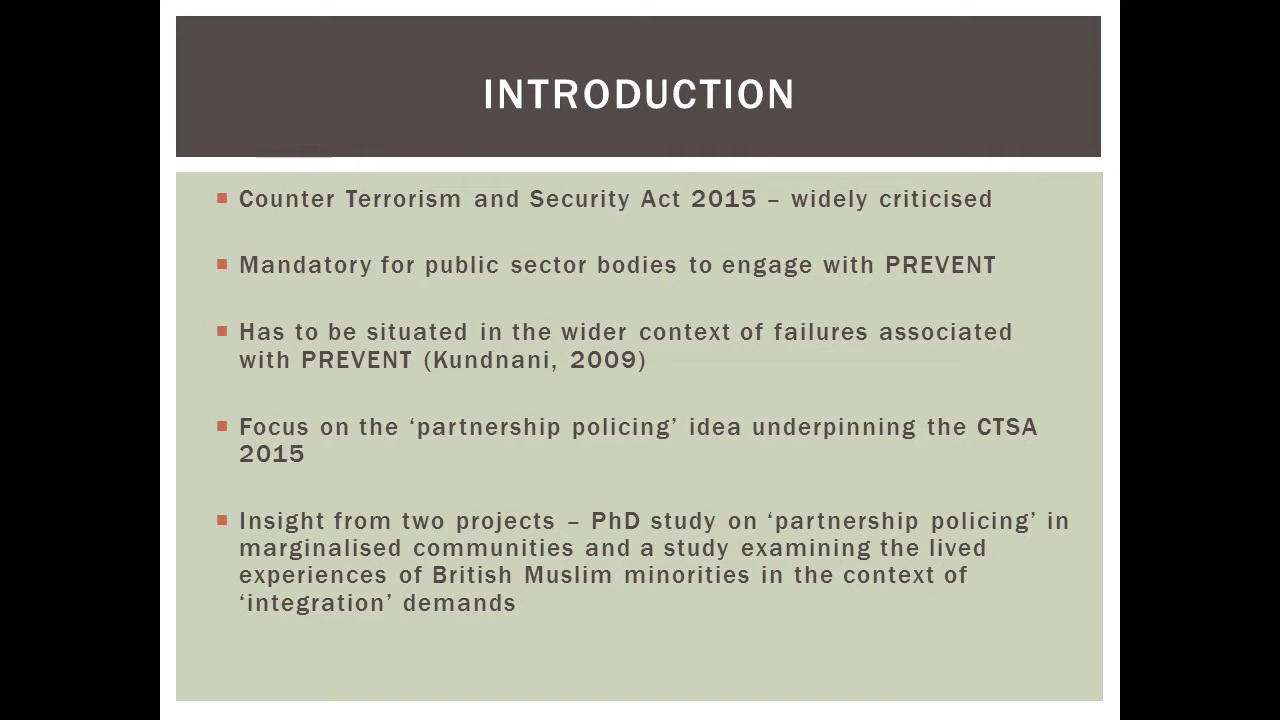 INTRODUCTION
Counter Terrorism and Security Act 2015 – widely criticised
Mandatory for public sector bodies to engage with PREVENT
Has to be situated in the wider context of failures associated
with PREVENT (Kundnani, 2009)
Focus on the ‘partnership policing’ idea underpinning the CTSA
2015
Insight from two projects – PhD study on ‘partnership policing’ in
marginalised communities and a study examining the lived
experiences of British Muslim minorities in the context of
‘integration’ demands